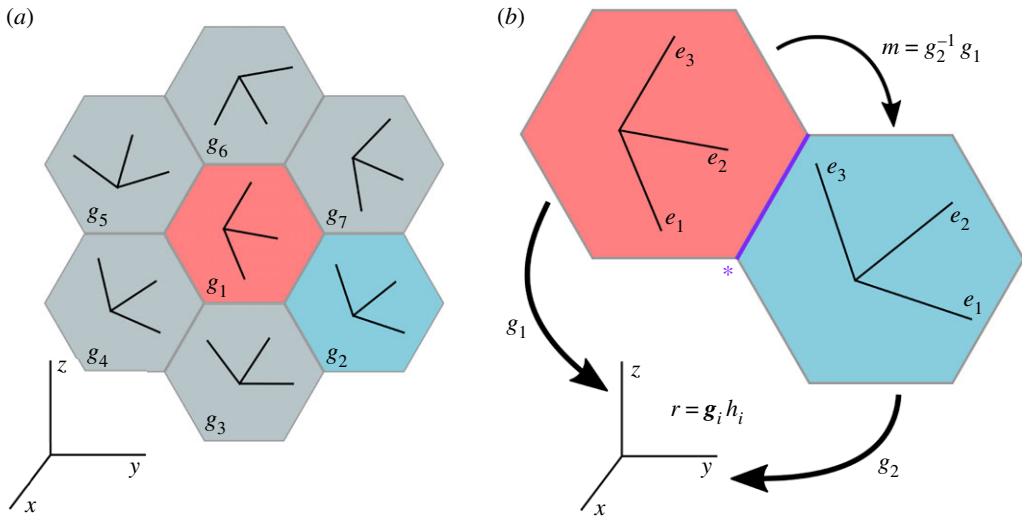 (a)
g6
g5
g7
g1
g4
g2
g3
z
y
x
(b)
e3
e2
e1
m = g2⁻¹ g1
e3
e2
e1
*
g1
z
r = gi hi
y
x
g2